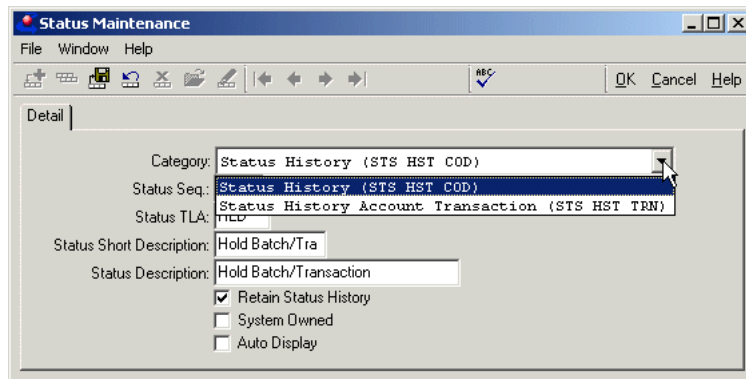 Status Maintenance
File Window Help
ABC OK Cancel Help
Detail
Category: Status History (STS HST COD)
Status Seq.: Status History (STS HST COD)
Status History Account Transaction (STS HST TRN)
Status TLA:
Status Short Description: Hold Batch/Tra
Status Description: Hold Batch/Transaction
Retain Status History
System Owned
Auto Display